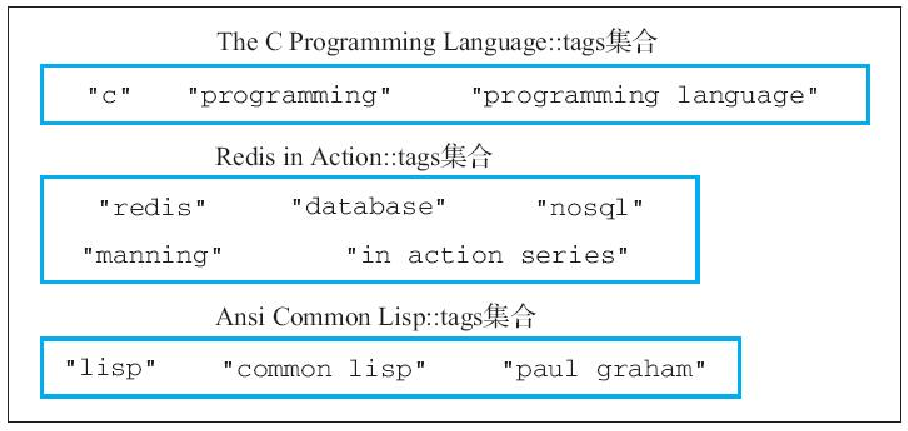 The C Programming Language::tags集合
"c" "programming" "programming language"
Redis in Action::tags集合
"redis" "database" "nosql"
"manning" "in action series"
Ansi Common Lisp::tags集合
"lisp" "common lisp" "paul graham"